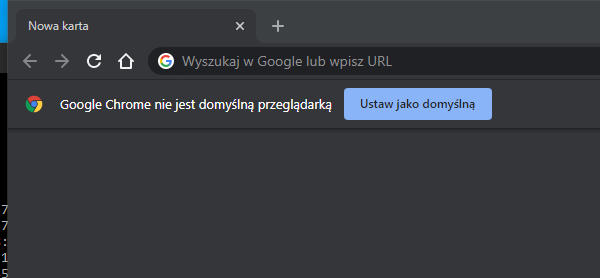 Nowa karta
Wyszukaj w Google lub wpisz URL
Google Chrome nie jest domyślną przeglądarką
Ustaw jako domyślną
7
7
:
1
5